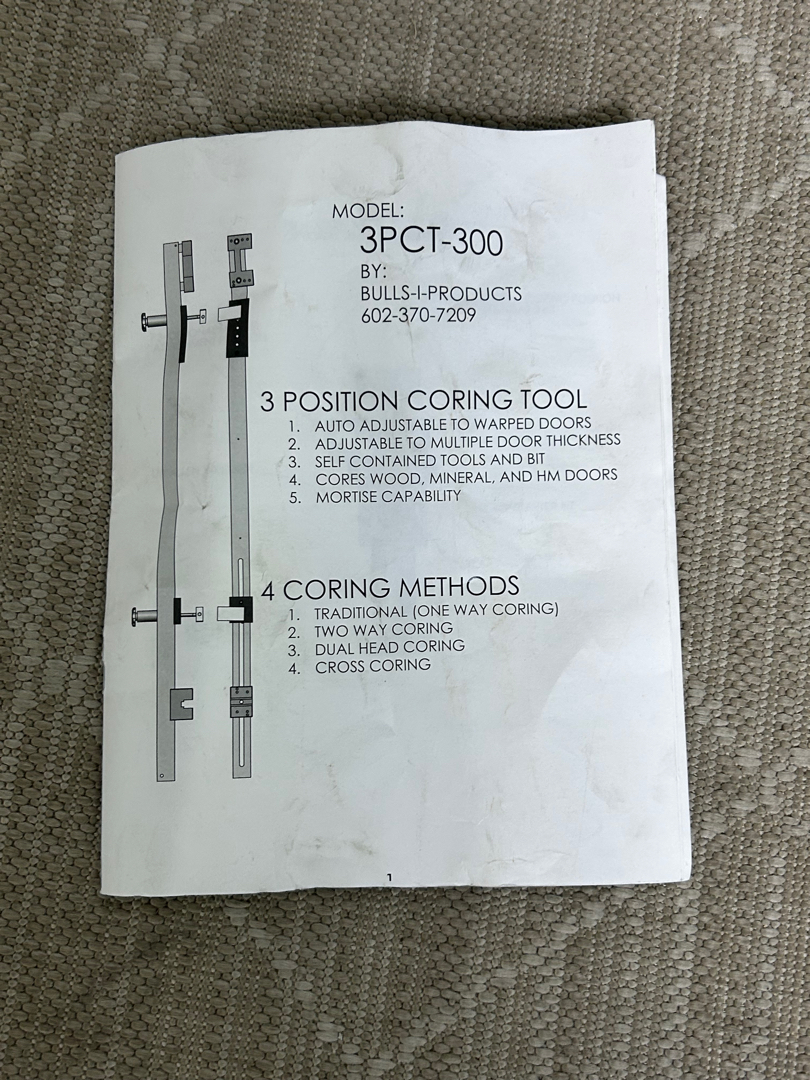 MODEL:
3PCT-300
BY:
BULLS-I-PRODUCTS
602-370-7209
3 POSITION CORING TOOL
1. AUTO ADJUSTABLE TO WARPED DOORS
2. ADJUSTABLE TO MULTIPLE DOOR THICKNESS
3. SELF CONTAINED TOOLS AND BIT
4. CORES WOOD, MINERAL, AND HM DOORS
5. MORTISE CAPABILITY
4 CORING METHODS
1. TRADITIONAL (ONE WAY CORING)
2. TWO WAY CORING
3. DUAL HEAD CORING
4. CROSS CORING
1